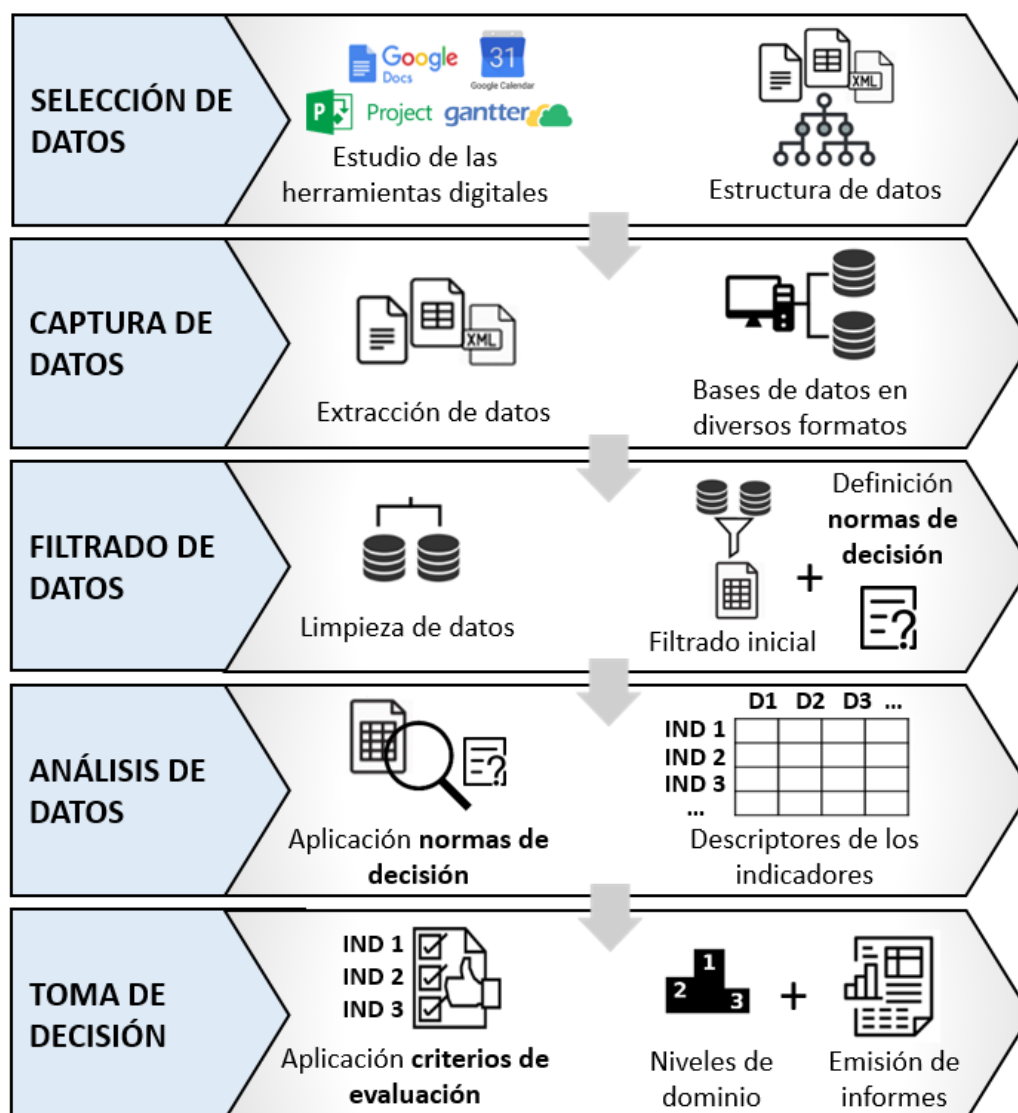 SELECCIÓN DE
DATOS
Google
Docs
31
Google Calendar
P
Project
gantter
Estudio de las
herramientas digitales
XML
Estructura de datos
CAPTURA DE
DATOS
XML
Extracción de datos
Bases de datos en
diversos formatos
FILTRADO DE
DATOS
Limpieza de datos
+
Filtrado inicial
Definición
normas de
decisión
?
ANÁLISIS DE
DATOS
?
Aplicación normas de
decisión
D1 D2 D3 ...
IND 1
IND 2
IND 3
...
Descriptores de los
indicadores
TOMA DE
DECISIÓN
IND 1
IND 2
IND 3
Aplicación criterios de
evaluación
1
2
3
+
Niveles de
dominio
Emisión de
informes